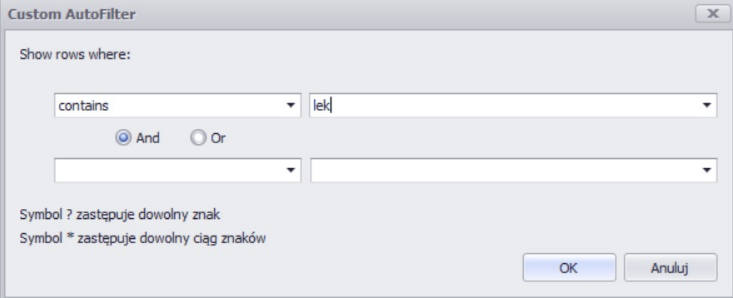 Custom AutoFilter
Show rows where:
contains lek
And Or
Symbol ? zastępuje dowolny znak
Symbol * zastępuje dowolny ciąg znaków
OK Anuluj